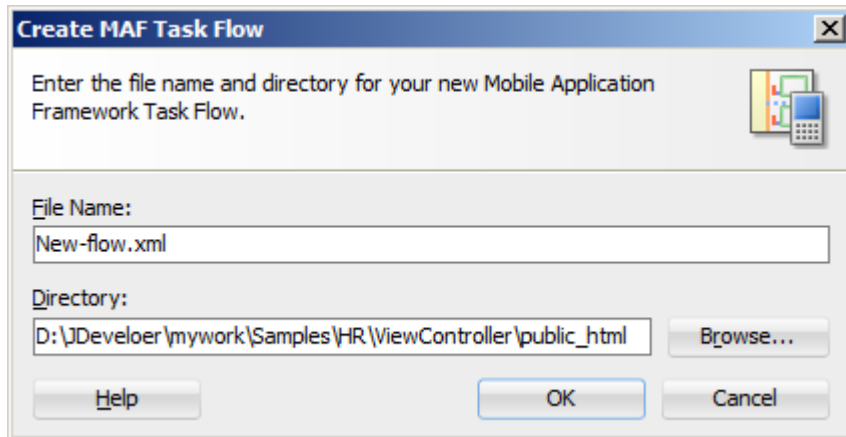 Create MAF Task Flow
Enter the file name and directory for your new Mobile Application
Framework Task Flow.
File Name:
New-flow.xml
Directory:
D:\JDeveloer\mywork\Samples\HR\ViewController\public_html
Browse...
Help
OK
Cancel